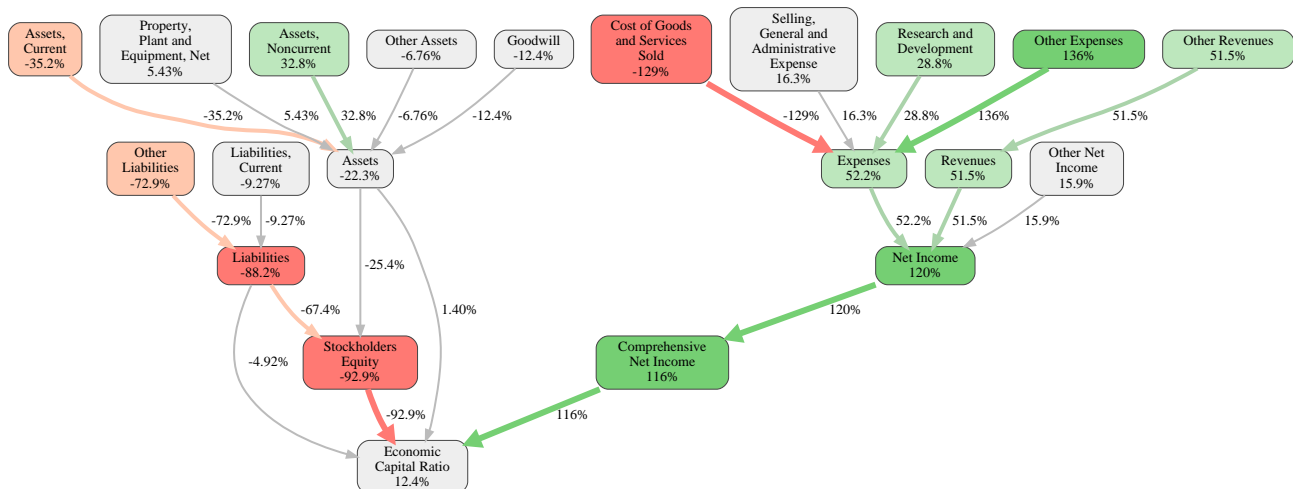 Assets,
Current
-35.2%
Property,
Plant and
Equipment, Net
5.43%
Assets,
Noncurrent
32.8%
Other Assets
-6.76%
Goodwill
-12.4%
Cost of Goods
and Services
Sold
-129%
Selling,
General and
Administrative
Expense
16.3%
Research and
Development
28.8%
Other Expenses
136%
Other Revenues
51.5%
-35.2%
5.43%
32.8%
-6.76%
-12.4%
-129%
16.3%
28.8%
136%
51.5%
Other
Liabilities
-72.9%
Liabilities,
Current
-9.27%
Assets
-22.3%
Expenses
52.2%
Revenues
51.5%
Other Net
Income
15.9%
-72.9%
-9.27%
52.2%
51.5%
15.9%
Liabilities
-88.2%
-25.4%
Net Income
120%
-67.4%
1.40%
120%
-4.92%
Stockholders
Equity
-92.9%
Comprehensive
Net Income
116%
-92.9%
116%
Economic
Capital Ratio
12.4%